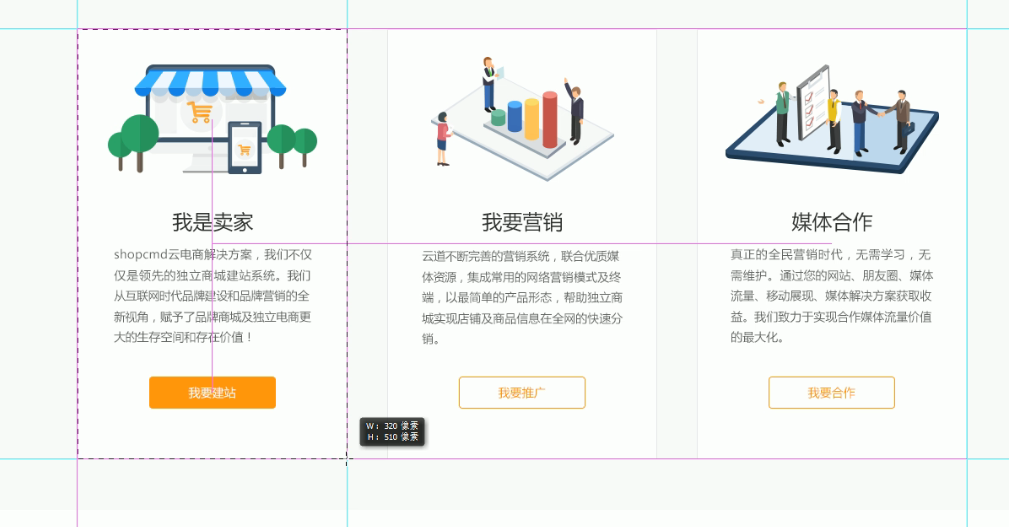 我是卖家
shopcmd云电商解决方案，我们不仅
仅是领先的独立商城建站系统。我们
从互联网时代品牌建设和品牌营销的全
新视角，赋予了品牌商城及独立电商更
大的生存空间和存在价值！
我要建站
我要营销
云道不断完善的营销系统，联合优质媒
体资源，集成常用的网络营销模式及终
端，以最简单的产品形态，帮助独立商
城实现店铺及商品信息在全网的快速分
销。
我要推广
媒体合作
真正的全民营销时代，无需学习，无
需维护。通过您的网站、朋友圈、媒体
流量、移动展现、媒体解决方案获取收
益。我们致力于实现合作媒体流量价值
的最大化。
我要合作
W： 320 像素
H： 510 像素